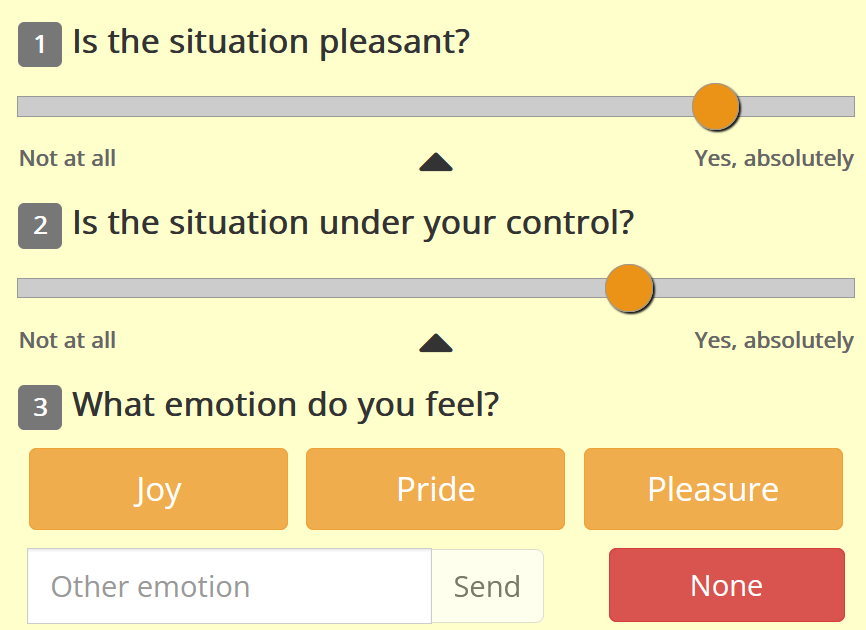 1 Is the situation pleasant?
Not at all Yes, absolutely
2 Is the situation under your control?
Not at all Yes, absolutely
3 What emotion do you feel?
Joy Pride Pleasure
Other emotion Send None